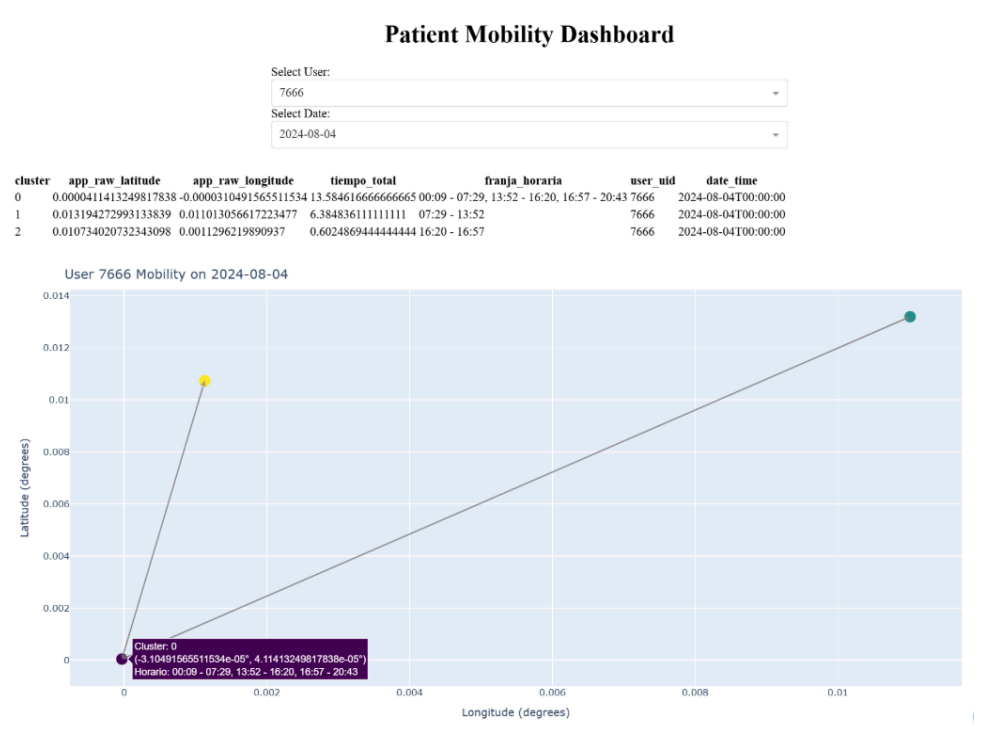 Patient Mobility Dashboard
Select User:
7666
Select Date:
2024-08-04
cluster app_raw_latitude app_raw_longitude tiempo_total franja_horaria user_uid date_time
0 0.0000411413249817838 -0.0000310491565511534 13.584616666666665 00:09 - 07:29, 13:52 - 16:20, 16:57 - 20:43 7666 2024-08-04T00:00:00
1 0.013194272993133839 0.011013056617223477 6.384836111111111 07:29 - 13:52 7666 2024-08-04T00:00:00
2 0.010734020732343098 0.0011296219890937 0.6024869444444444 16:20 - 16:57 7666 2024-08-04T00:00:00
User 7666 Mobility on 2024-08-04
0.014
0.012
0.01
0.008
0.006
0.004
0.002
0
Latitude (degrees)
Cluster: 0
(-3.10491565511534e-05°, 4.11413249817838e-05°)
Horario: 00:09 - 07:29, 13:52 - 16:20, 16:57 - 20:43
0 0.002 0.004 0.006 0.008 0.01
Longitude (degrees)